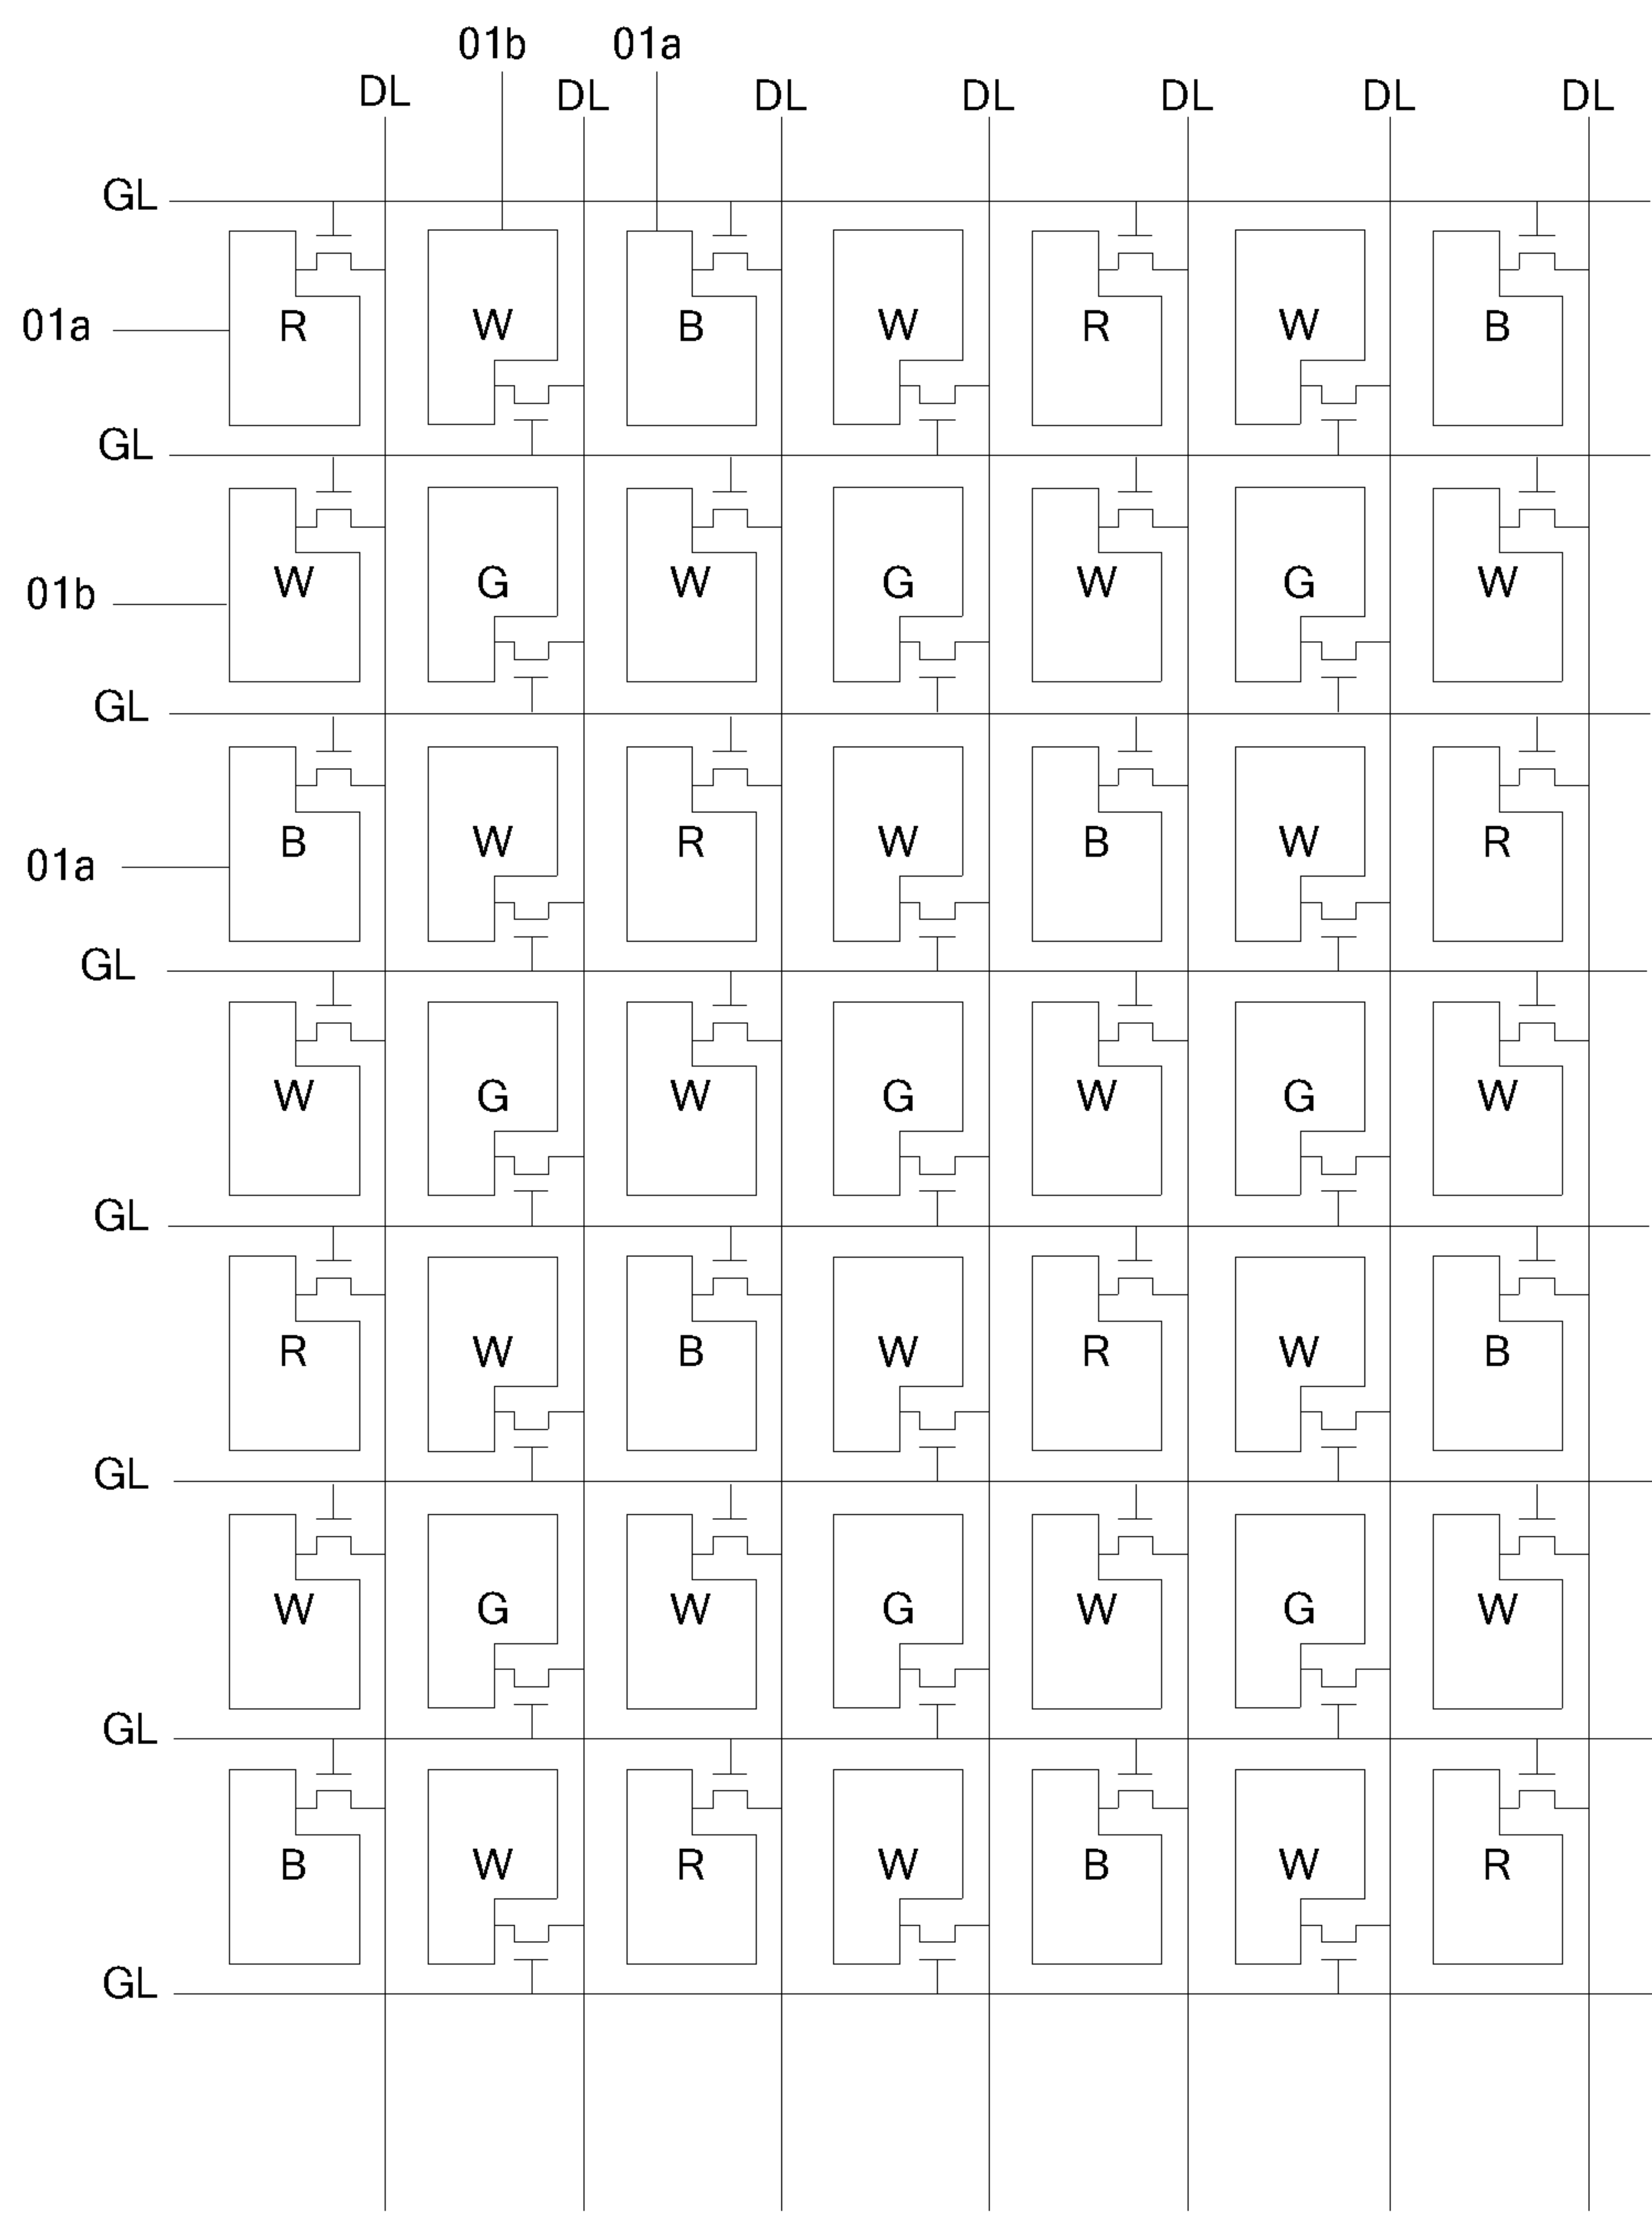 01b 01a
DL DL DL DL DL DL DL
GL
01a R W B W R W B
GL
01b W G W G W G W
GL
01a B W R W B W R
GL
W G W G W G W
GL
R W B W R W B
GL
W G W G W G W
GL
B W R W B W R
GL